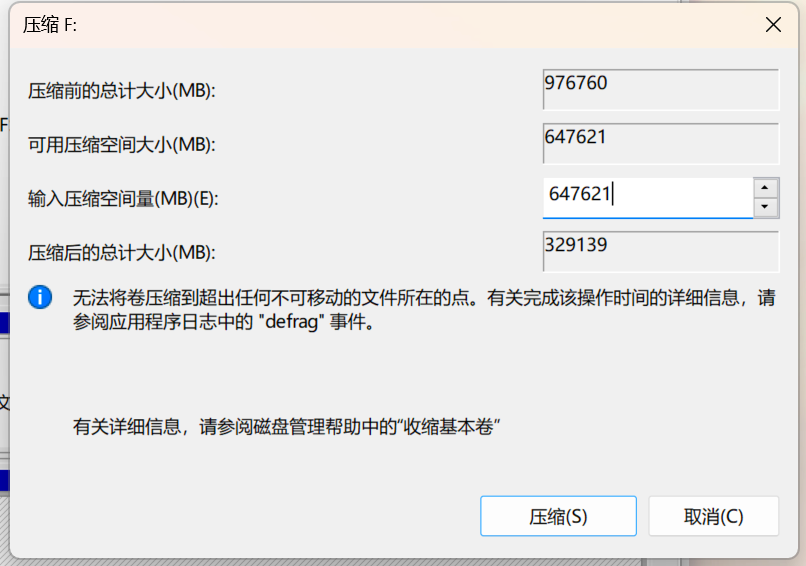 压缩 F:
压缩前的总计大小(MB):
976760
F
可用压缩空间大小(MB):
647621
输入压缩空间量(MB)(E):
647621
压缩后的总计大小(MB):
329139
无法将卷压缩到超出任何不可移动的文件所在的点。有关完成该操作时间的详细信息，请
参阅应用程序日志中的 "defrag" 事件。
文
有关详细信息，请参阅磁盘管理帮助中的“收缩基本卷”
压缩(S)
取消(C)